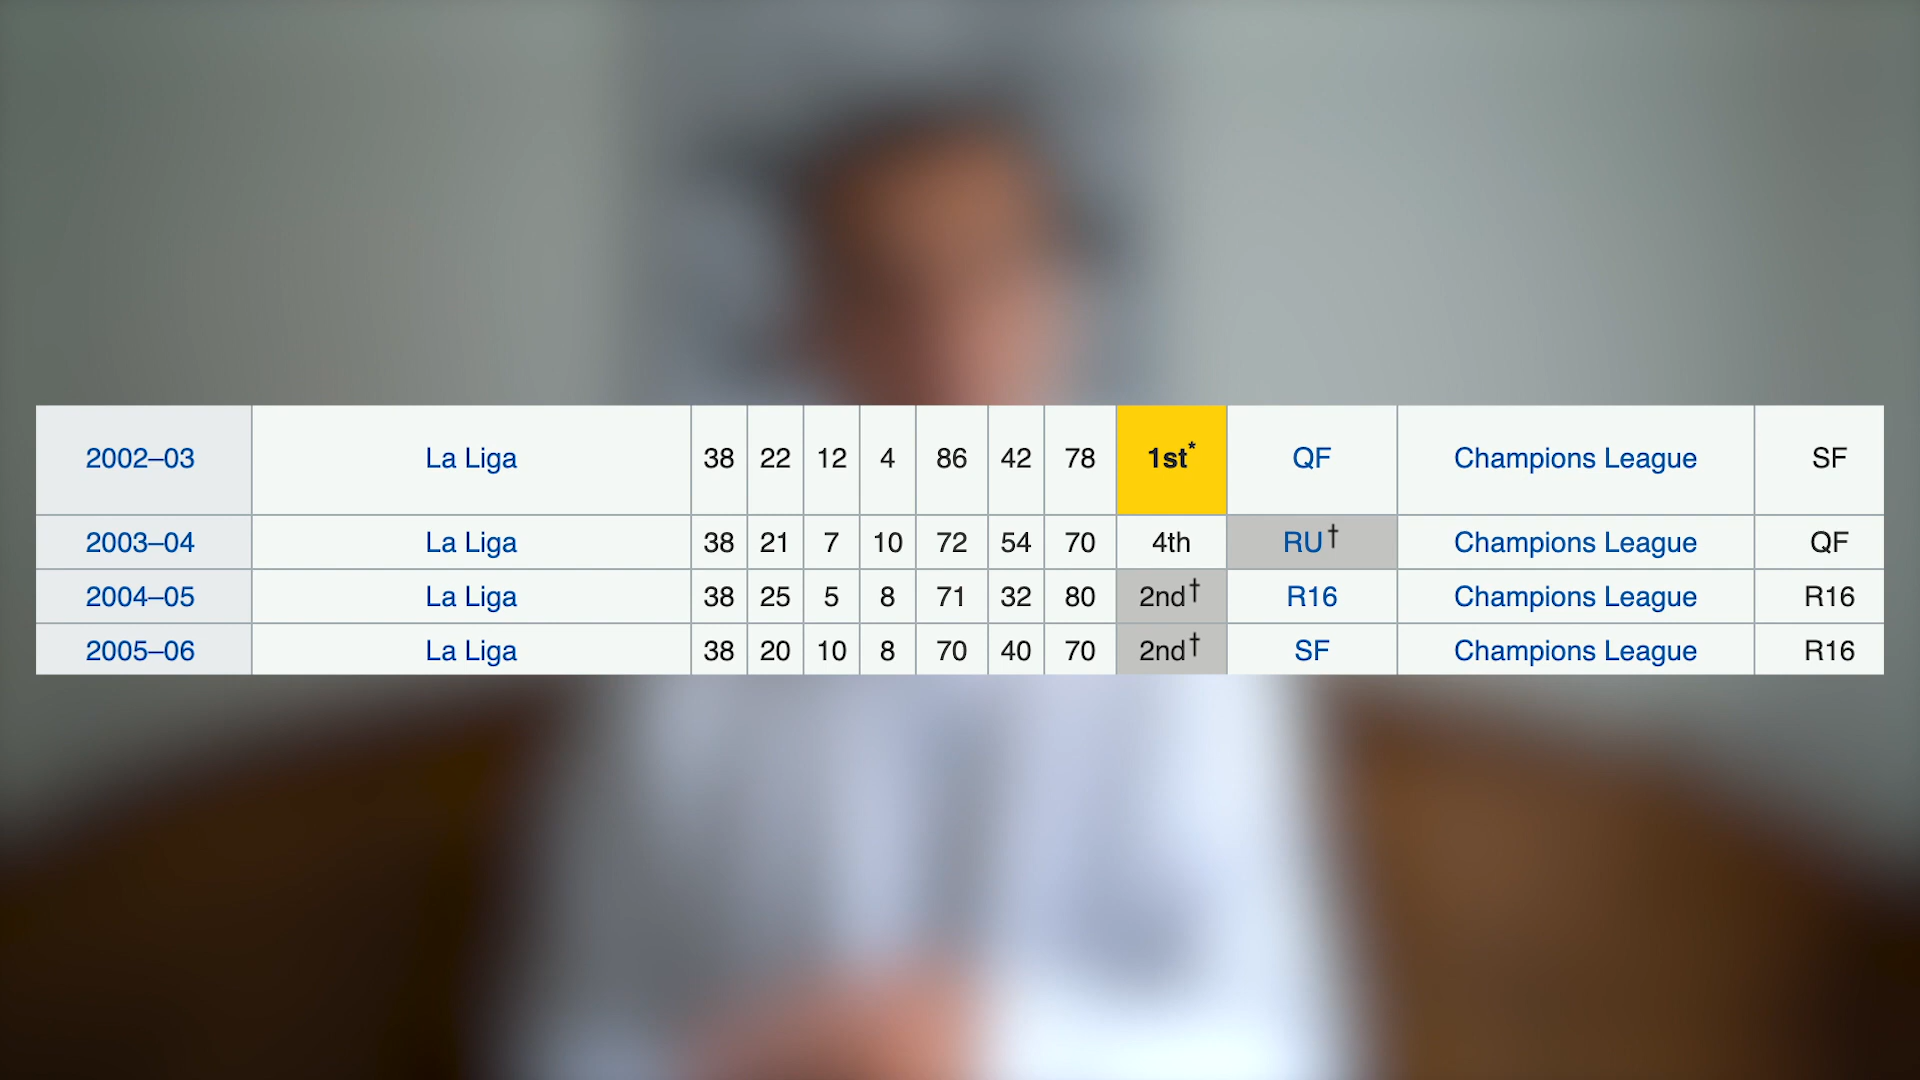 2002–03 La Liga 38 22 12 4 86 42 78 1st* QF Champions League SF
2003–04 La Liga 38 21 7 10 72 54 70 4th RU† Champions League QF
2004–05 La Liga 38 25 5 8 71 32 80 2nd† R16 Champions League R16
2005–06 La Liga 38 20 10 8 70 40 70 2nd† SF Champions League R16